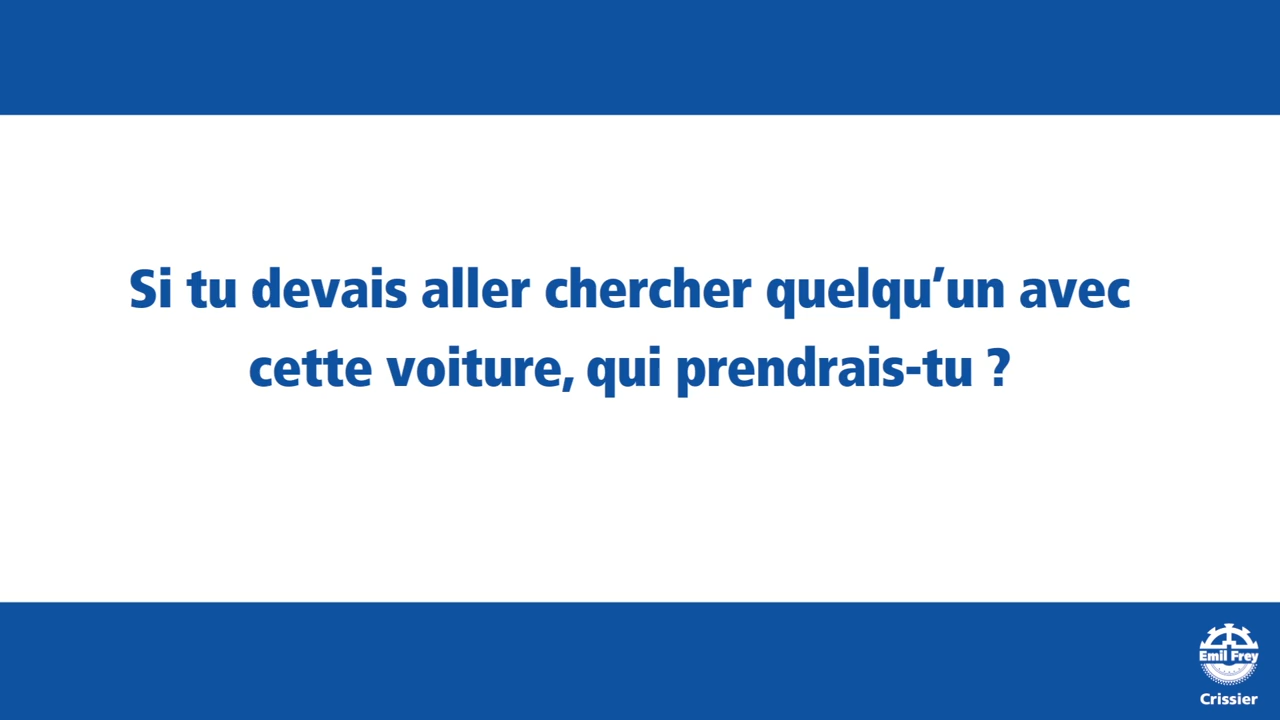 Si tu devais aller chercher quelqu’un avec
cette voiture, qui prendrais-tu ?
Emil Frey
Crissier